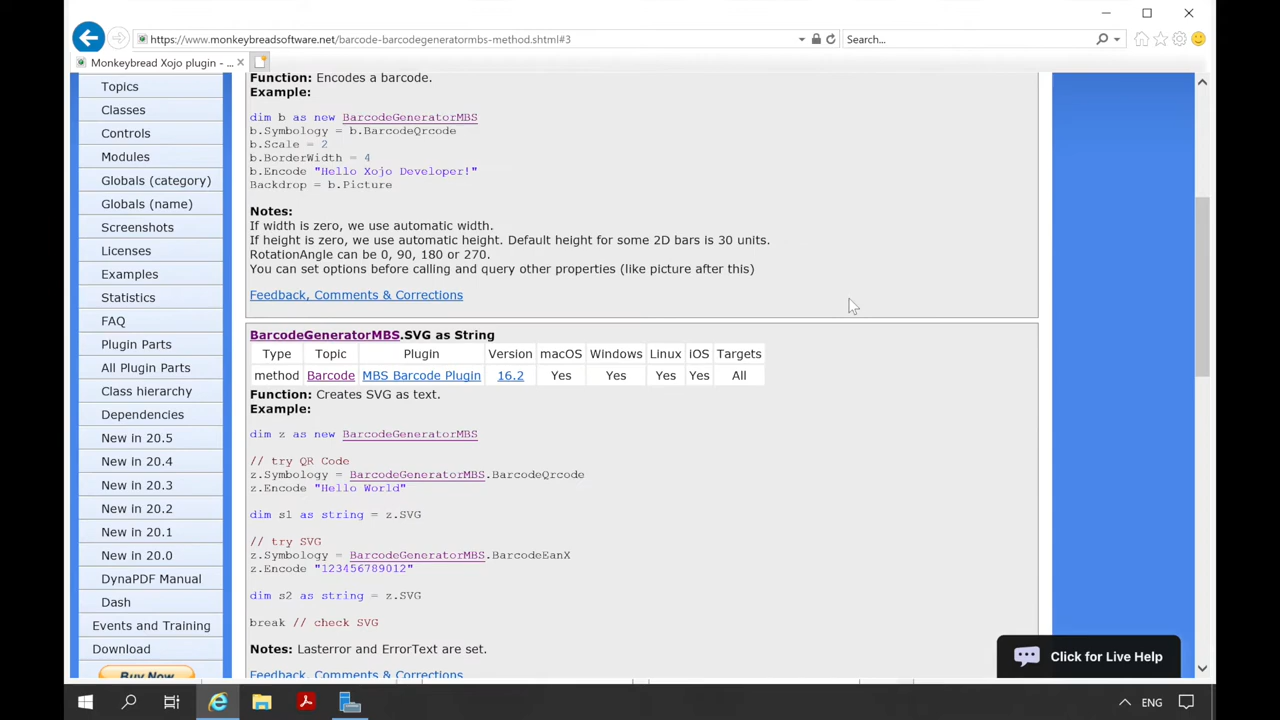 https://www.monkeybreadsoftware.net/barcode-barcodegeneratormbs-method.shtml#3
Search...
Monkeybread Xojo plugin - ...
Topics
Classes
Controls
Modules
Globals (category)
Globals (name)
Screenshots
Licenses
Examples
Statistics
FAQ
Plugin Parts
All Plugin Parts
Class hierarchy
Dependencies
New in 20.5
New in 20.4
New in 20.3
New in 20.2
New in 20.1
New in 20.0
DynaPDF Manual
Dash
Events and Training
Download
Buy Now
Function: Encodes a barcode.
Example:
dim b as new BarcodeGeneratorMBS
b.Symbology = b.BarcodeQrcode
b.Scale = 2
b.BorderWidth = 4
b.Encode "Hello Xojo Developer!"
Backdrop = b.Picture
Notes:
If width is zero, we use automatic width.
If height is zero, we use automatic height. Default height for some 2D bars is 30 units.
RotationAngle can be 0, 90, 180 or 270.
You can set options before calling and query other properties (like picture after this)
Feedback, Comments & Corrections
BarcodeGeneratorMBS.SVG as String
Type Topic Plugin Version macOS Windows Linux iOS Targets
method Barcode MBS Barcode Plugin 16.2 Yes Yes Yes Yes All
Function: Creates SVG as text.
Example:
dim z as new BarcodeGeneratorMBS
// try QR Code
z.Symbology = BarcodeGeneratorMBS.BarcodeQrcode
z.Encode "Hello World"
dim s1 as string = z.SVG
// try SVG
z.Symbology = BarcodeGeneratorMBS.BarcodeEanX
z.Encode "123456789012"
dim s2 as string = z.SVG
break // check SVG
Notes: Lasterror and ErrorText are set.
Feedback, Comments & Corrections
Click for Live Help
ENG